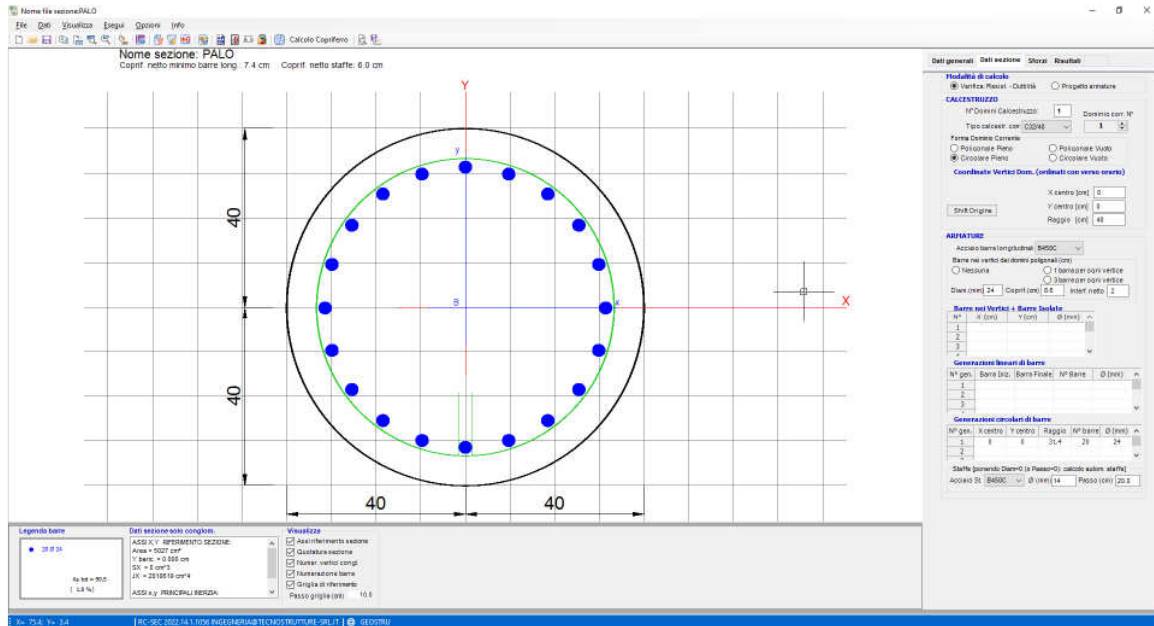 Nome file sezione:PALO
File Dati Visualizza Esegui Opzioni Info
Calcolo Copriferro
Nome sezione: PALO
Coprif. netto minimo barre long.: 7.4 cm Coprif. netto staffe: 6.0 cm
Y
y
40
B
x
X
40
40
40
Dati generali Dati sezione Sforzi Risultati
Modalità di calcolo
Verifica: Resist. -Duttilità Progetto armature
CALCESTRUZZO
N°Domini Calcestruzzo: 1 Dominio corr. N°
Tipo calcestr. corr 1
Forma Dominio Corrente
Poligonale Pieno Poligonale Vuoto
Circolare Pieno Circolare Vuoto
Coordinate Vertici Dom. (ordinati con verso orario)
X centro [cm] 0
Y centro [cm] 0
Shift Origine
Raggio [cm] 40
ARMATURE
Acciaio barre longitudinali B450C
Barre nei vertici dei domini poligonali (cm)
Nessuna 1 barra per ogni vertice
3 barre per ogni vertice
Diam.(mm) 24 Coprif.(cm) 8.6 Interf.netto 2
Barre nei Vertici + Barre Isolate
N° X (cm) Y (cm) Ø (mm)
1
2
3
Generazioni lineari di barre
N° gen. Barra Iniz. Barra Finale N° Barre Ø (mm)
1
2
3
Generazioni circolari di barre
N° gen. X centro Y centro Raggio N° barre Ø (mm)
1 0 0 31.4 20 24
2
Staffe [ponendo Diam=0 (o Passo=0): calcolo autom. staffe]
Acciaio St. B450C Ø (mm) 14 Passo (cm) 20.0
Legenda barre
20 Ø 24
As tot = 90.5
( 1.8 %)
Dati sezione solo conglom.
ASSI X,Y RIFERIMENTO SEZIONE:
Area = 5027 cm²
Y baric. = 0.000 cm
SX = 0 cm³
JX = 2010619 cm^4
ASSI x,y PRINCIPALI INERZIA:
Visualizza
Assi riferimento sezione
Quotatura sezione
Numer. vertici congl.
Numerazione barre
Griglia di riferimento
Passo griglia (cm) 10.0
X= 75.4; Y= 3.4 RC-SEC 2022.14.1.1056 INGEGNERIA@TECNOSTRUTTURE-SRL.IT GEOSTRU